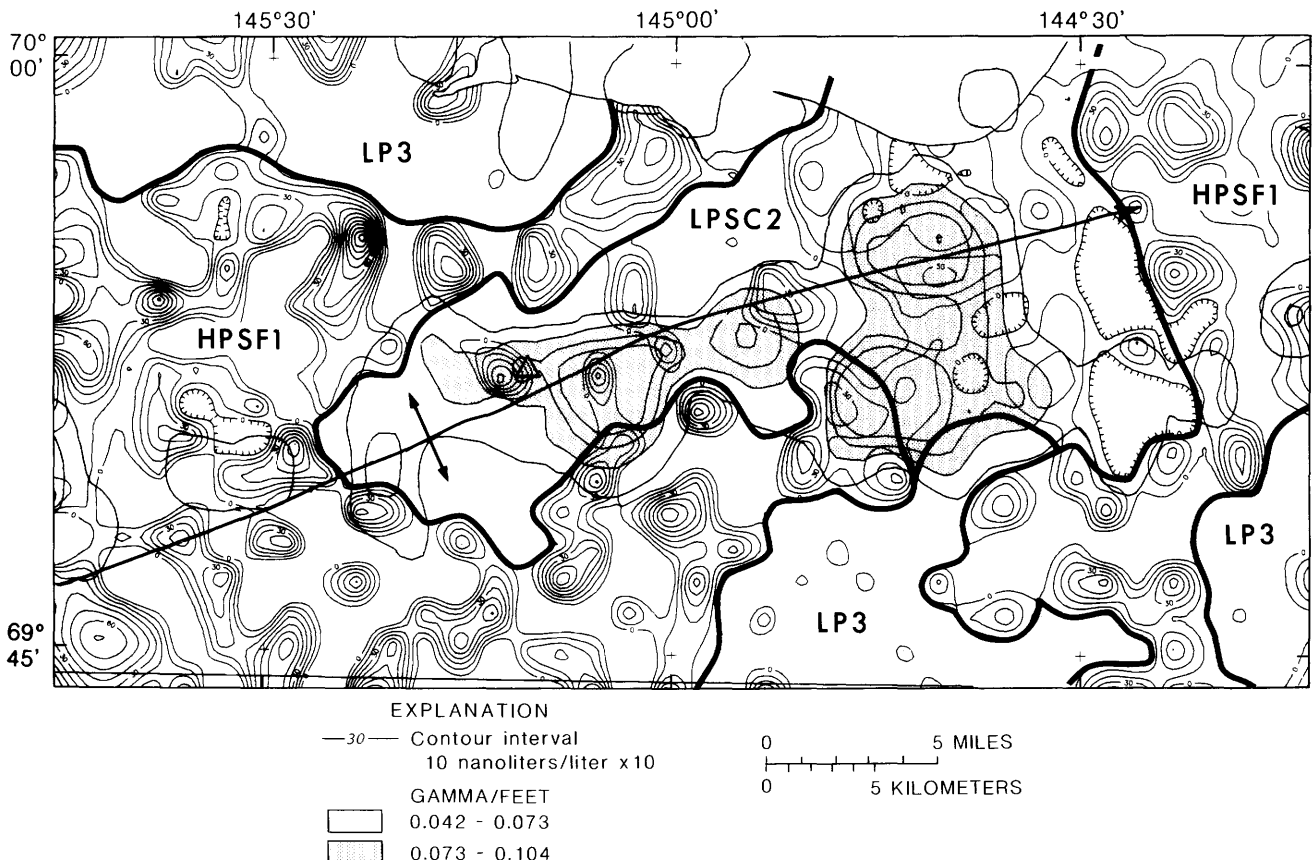 145°30' 145°00' 144°30'
70°
00'
LP3
HPSF1
LPSC2
HPSF1
LP3
LP3
69°
45'
EXPLANATION
—30— Contour interval
10 nanoliters/liter x10
GAMMA/FEET
0.042 - 0.073
0.073 - 0.104
0 5 MILES
0 5 KILOMETERS